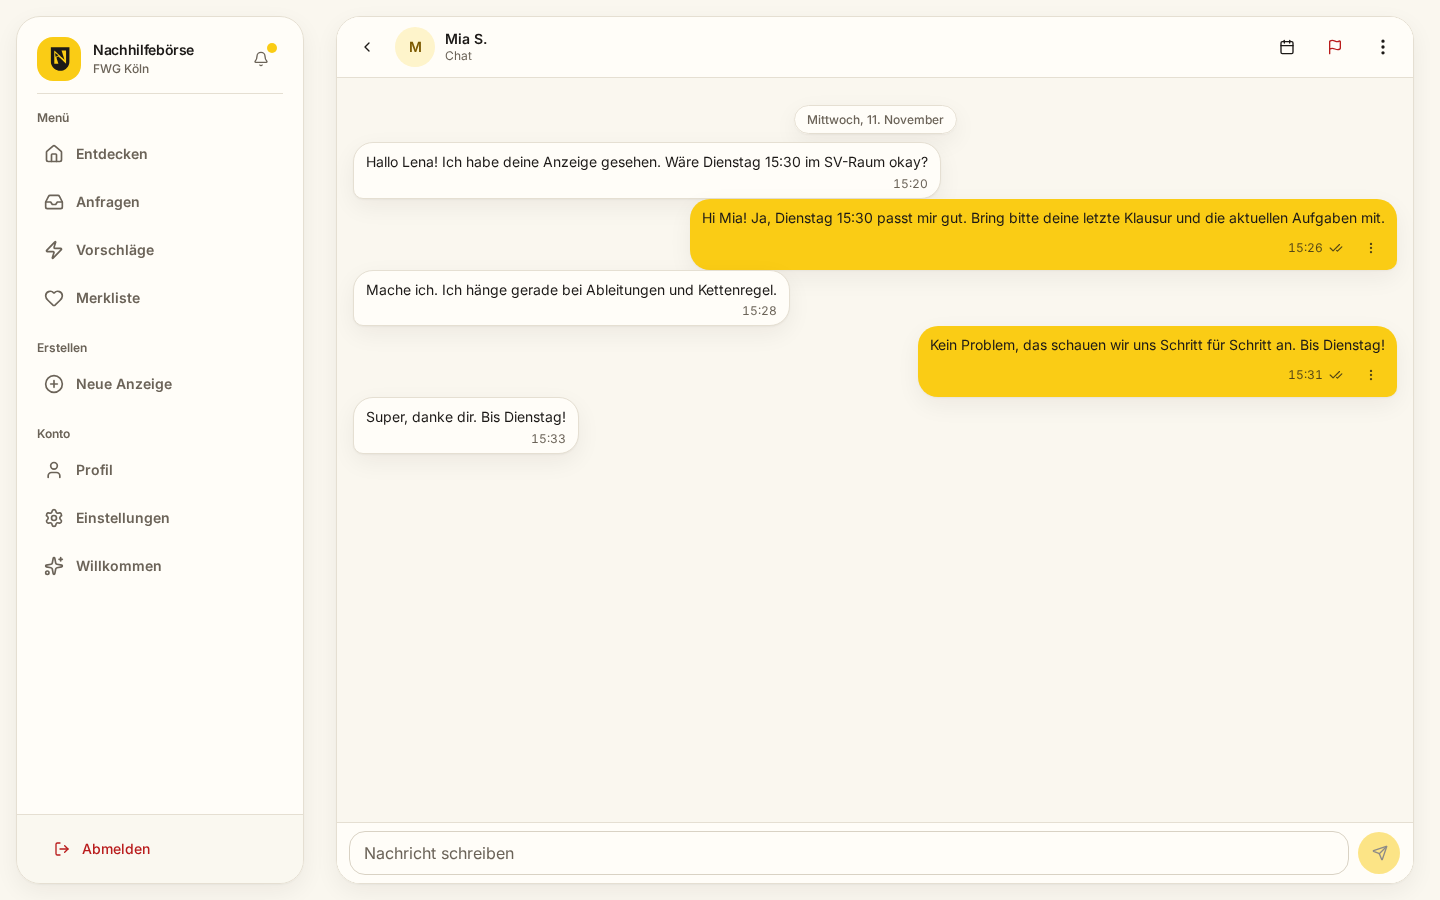 Nachhilfebörse
FWG Köln
Menü
Entdecken
Anfragen
Vorschläge
Merkliste
Erstellen
Neue Anzeige
Konto
Profil
Einstellungen
Willkommen
Abmelden
M
Mia S.
Chat
Mittwoch, 11. November
Hallo Lena! Ich habe deine Anzeige gesehen. Wäre Dienstag 15:30 im SV-Raum okay?
15:20
Hi Mia! Ja, Dienstag 15:30 passt mir gut. Bring bitte deine letzte Klausur und die aktuellen Aufgaben mit.
15:26
Mache ich. Ich hänge gerade bei Ableitungen und Kettenregel.
15:28
Kein Problem, das schauen wir uns Schritt für Schritt an. Bis Dienstag!
15:31
Super, danke dir. Bis Dienstag!
15:33
Nachricht schreiben